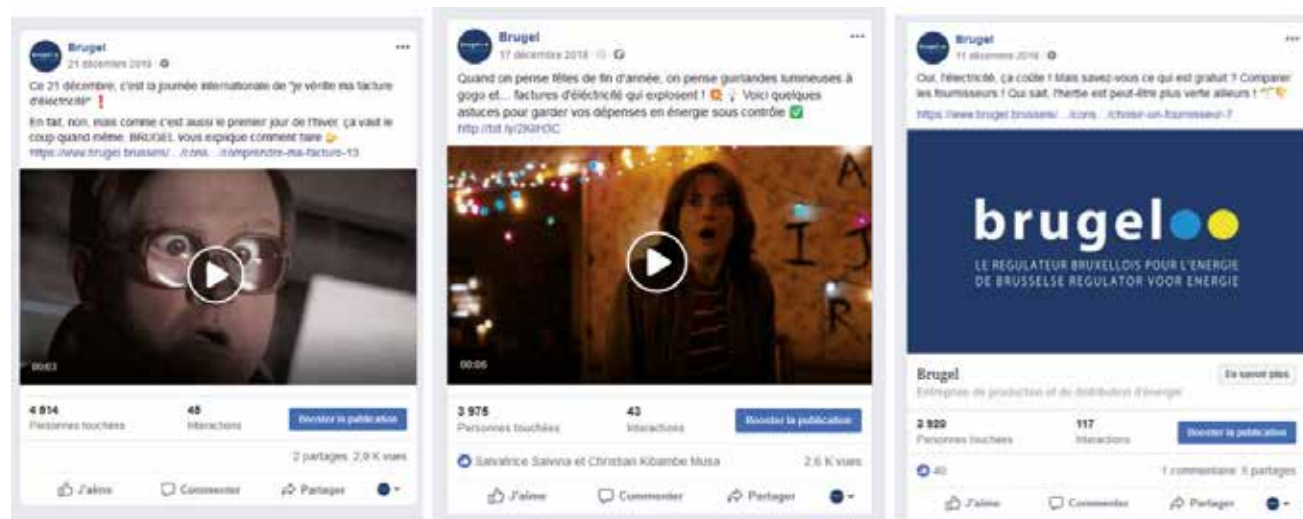 Brugel
21 décembre 2018
Ce 21 décembre, c'est la journée internationale de "je vérifie ma facture
d'électricité" ❗
En fait, non, mais comme c'est aussi le premier jour de l'hiver, ça vaut le
coup quand même. BRUGEL vous explique comment faire
https://www.brugel.brussels/.../cons.../comprendre-ma-facture-13
00:03
4 814
Personnes touchées
45
Interactions
Booster la publication
2 partages 2,9 K vues
J'aime
Commenter
Partager
Brugel
17 décembre 2018
Quand on pense fêtes de fin d'année, on pense guirlandes lumineuses à
gogo et... factures d'éléctricité qui explosent ! 💥 💡 Voici quelques
astuces pour garder vos dépenses en énergie sous contrôle ✅
A
I J
R
00:06
3 975
Personnes touchées
43
Interactions
Booster la publication
Salvatrice Salvina et Christian Kibambe Musa
2,6 K vues
J'aime
Commenter
Partager
Brugel
11 décembre 2018
Oui, l'électricité, ça coûte ! Mais savez-vous ce qui est gratuit ? Comparer
les fournisseurs ! Qui sait, l'herbe est peut-être plus verte ailleurs !
https://www.brugel.brussels/.../cons.../choisir-un-fournisseur-7
brugel
LE REGULATEUR BRUXELLOIS POUR L'ENERGIE
DE BRUSSELSE REGULATOR VOOR ENERGIE
Brugel
En savoir plus
Entreprise de production et de distribution d'énergie
Personnes touchées
117
Interactions
Booster la publication
40
1 commentaire 5 partages
J'aime
Commenter
Partager